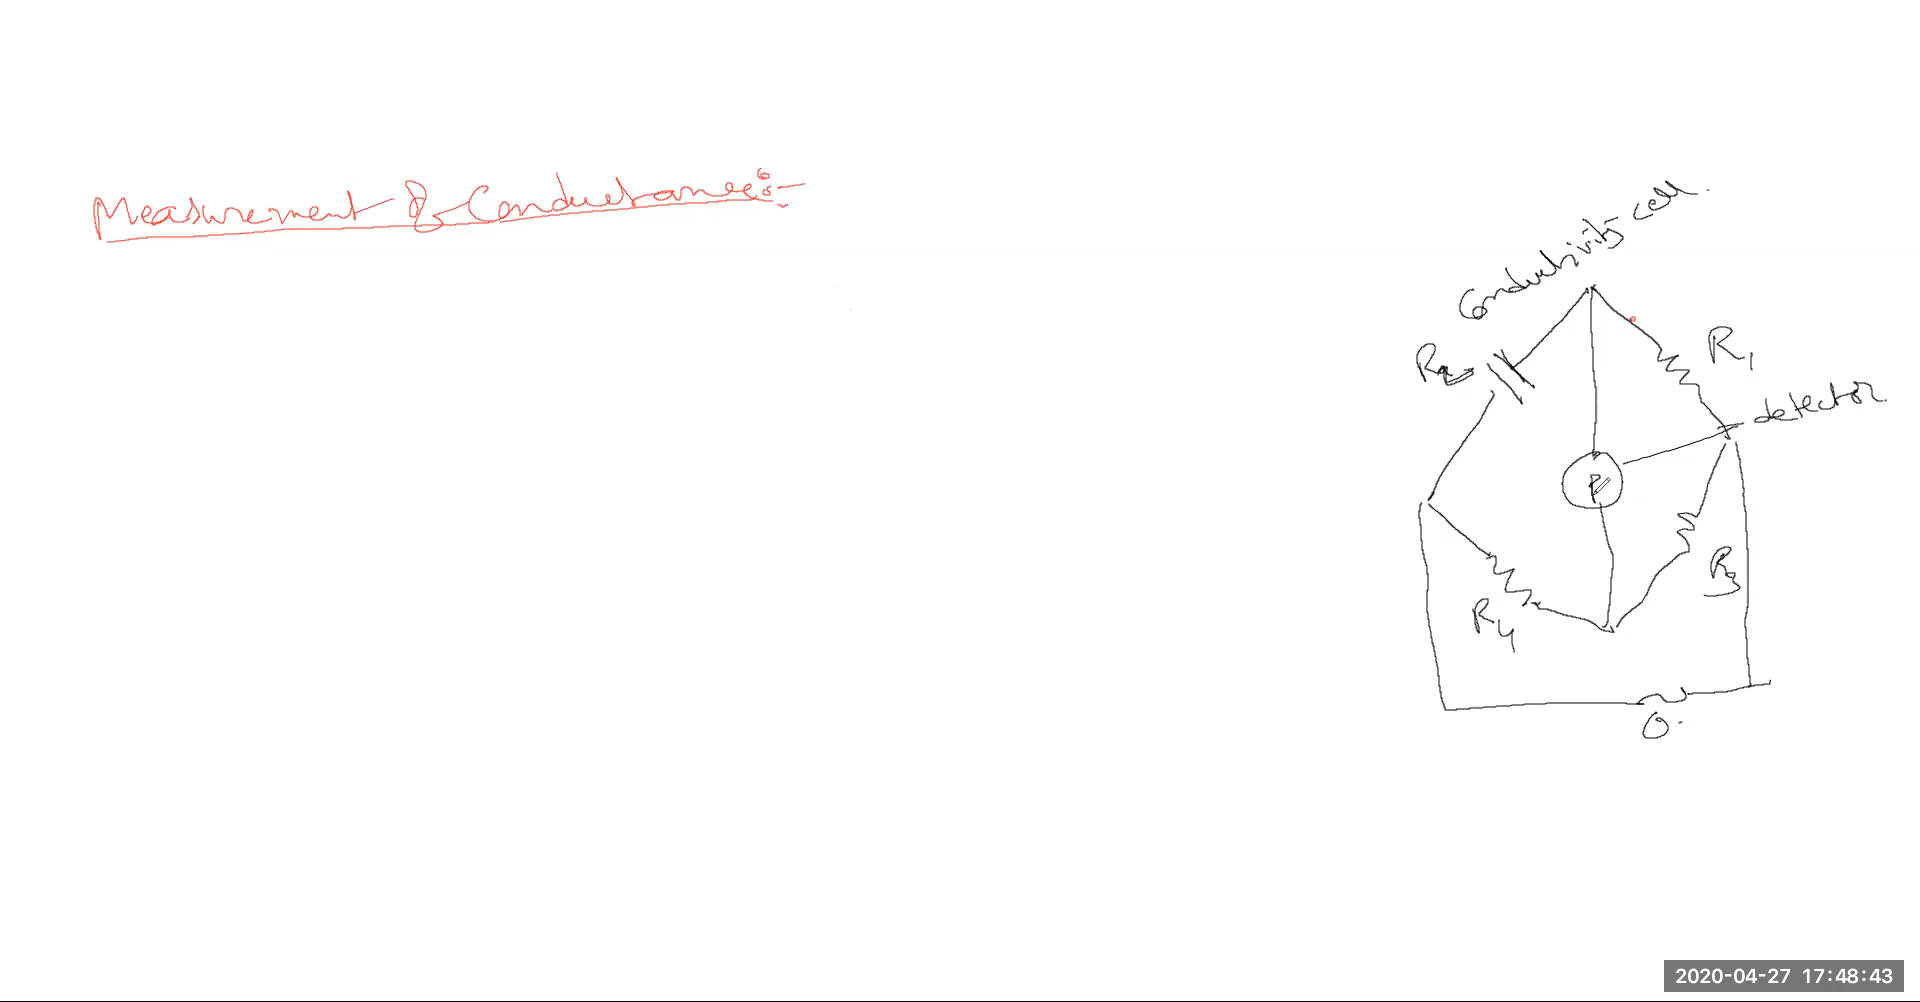 Measurement of Conductance:-
Conductivity cell.
R1
detector
P
R3
R4
O.
2020-04-27 17:48:43